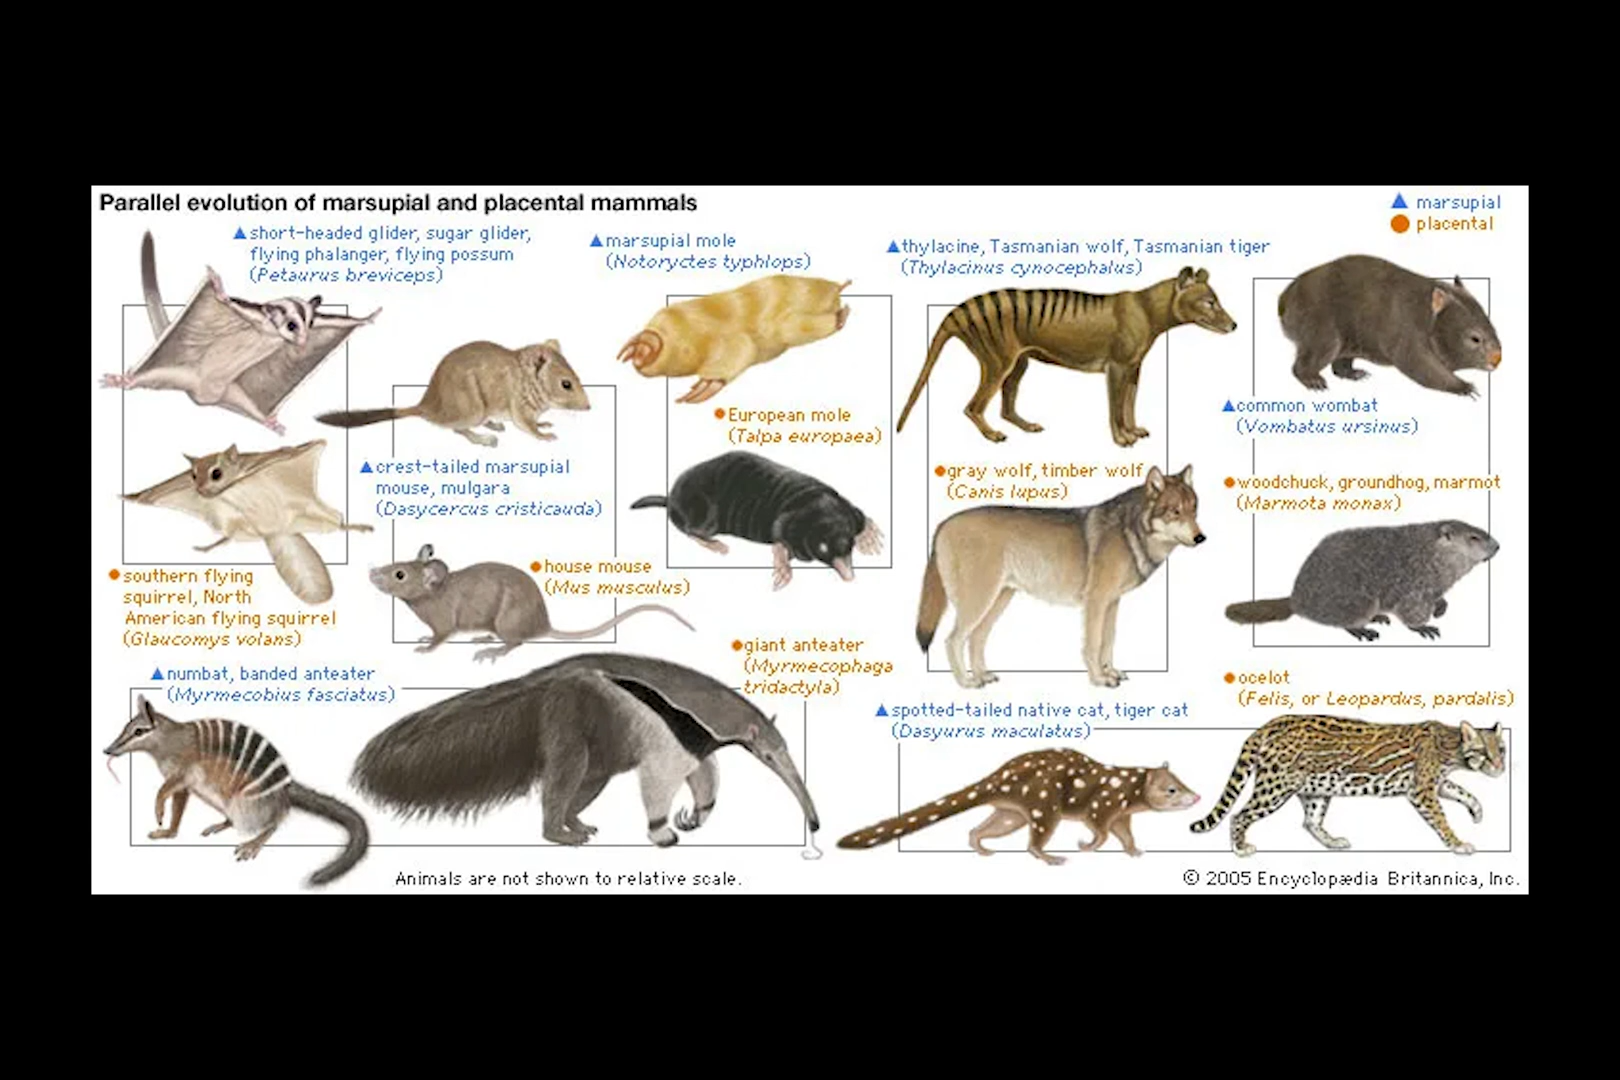 Parallel evolution of marsupial and placental mammals
marsupial
placental
short-headed glider, sugar glider,
flying phalanger, flying possum
(Petaurus breviceps)
marsupial mole
(Notoryctes typhlops)
thylacine, Tasmanian wolf, Tasmanian tiger
(Thylacinus cynocephalus)
common wombat
(Vombatus ursinus)
European mole
(Talpa europaea)
crest-tailed marsupial
mouse, mulgara
(Dasycercus cristicauda)
gray wolf, timber wolf
(Canis lupus)
woodchuck, groundhog, marmot
(Marmota monax)
southern flying
squirrel, North
American flying squirrel
(Glaucomys volans)
house mouse
(Mus musculus)
giant anteater
(Myrmecophaga
tridactyla)
numbat, banded anteater
(Myrmecobius fasciatus)
spotted-tailed native cat, tiger cat
(Dasyurus maculatus)
ocelot
(Felis, or Leopardus, pardalis)
Animals are not shown to relative scale.
© 2005 Encyclopædia Britannica, Inc.